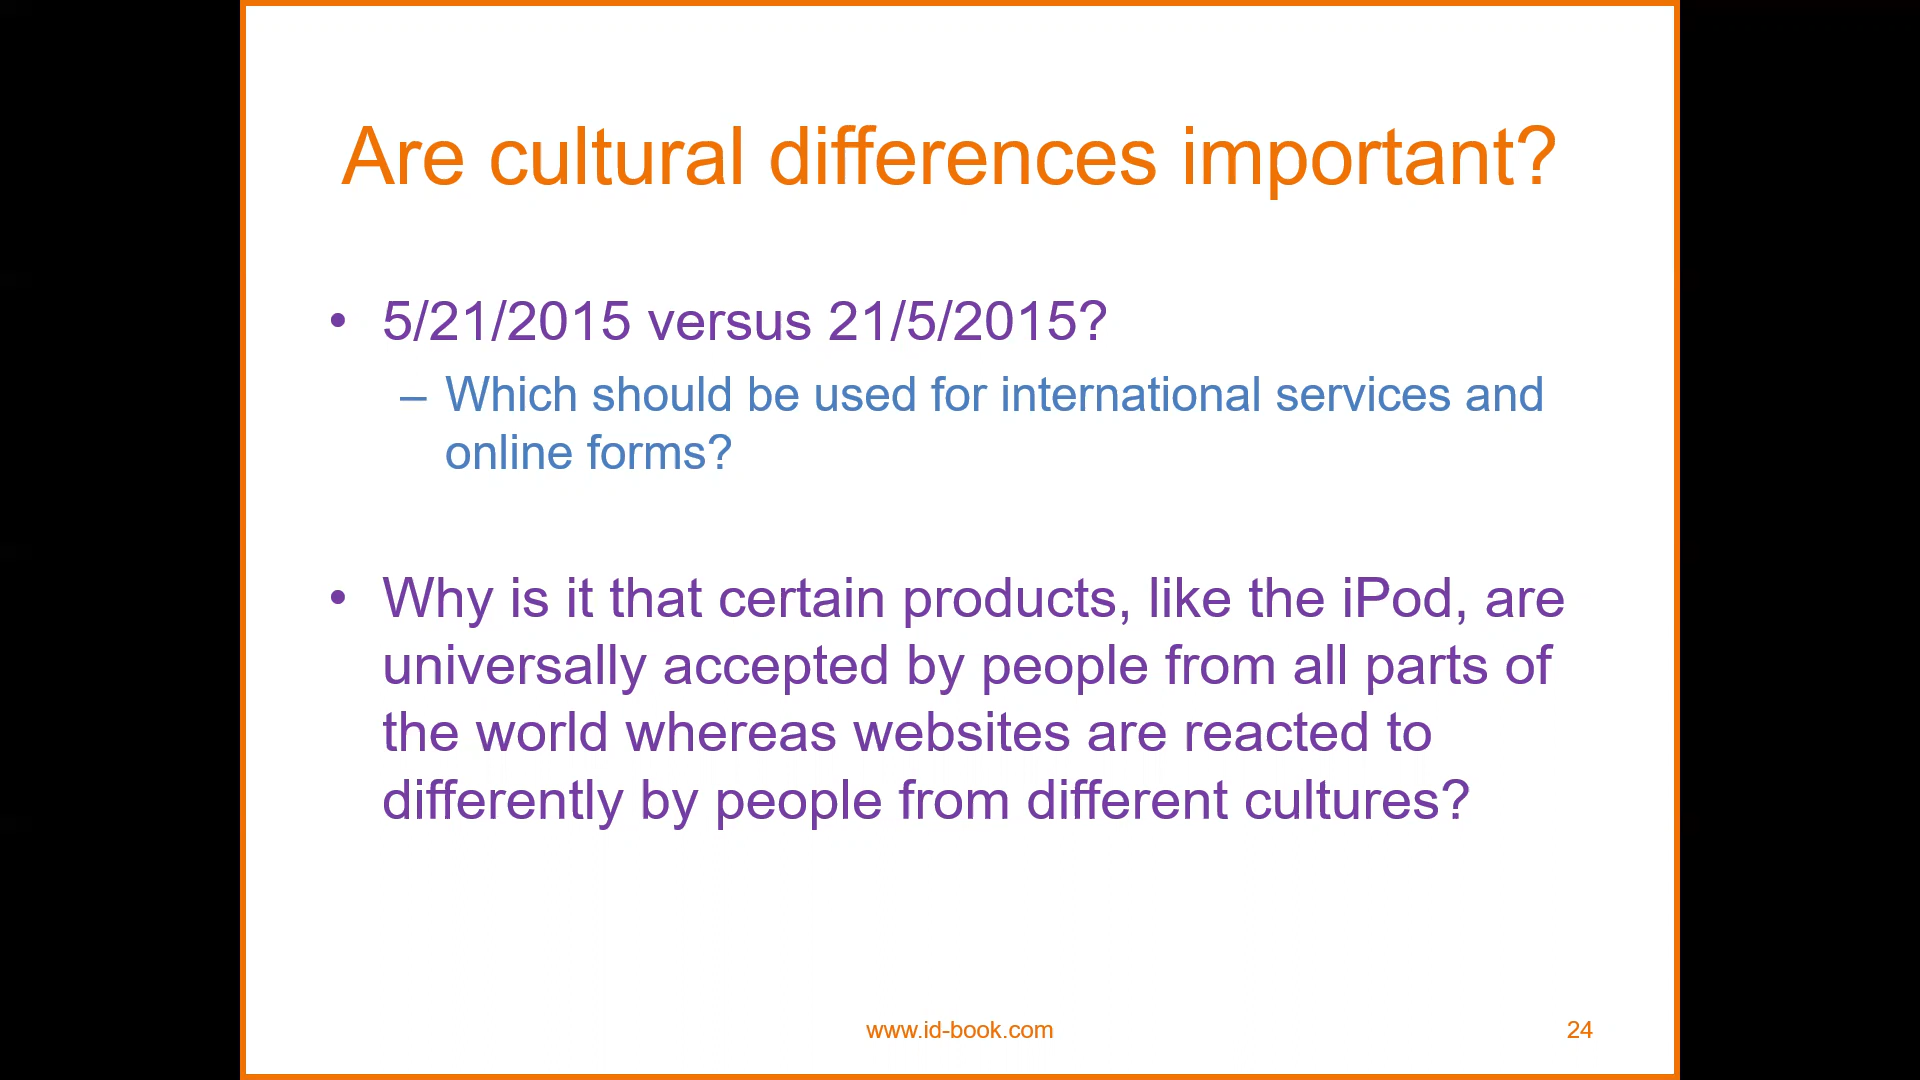 Are cultural differences important?
• 5/21/2015 versus 21/5/2015?
– Which should be used for international services and
online forms?
• Why is it that certain products, like the iPod, are
universally accepted by people from all parts of
the world whereas websites are reacted to
differently by people from different cultures?
www.id-book.com
24